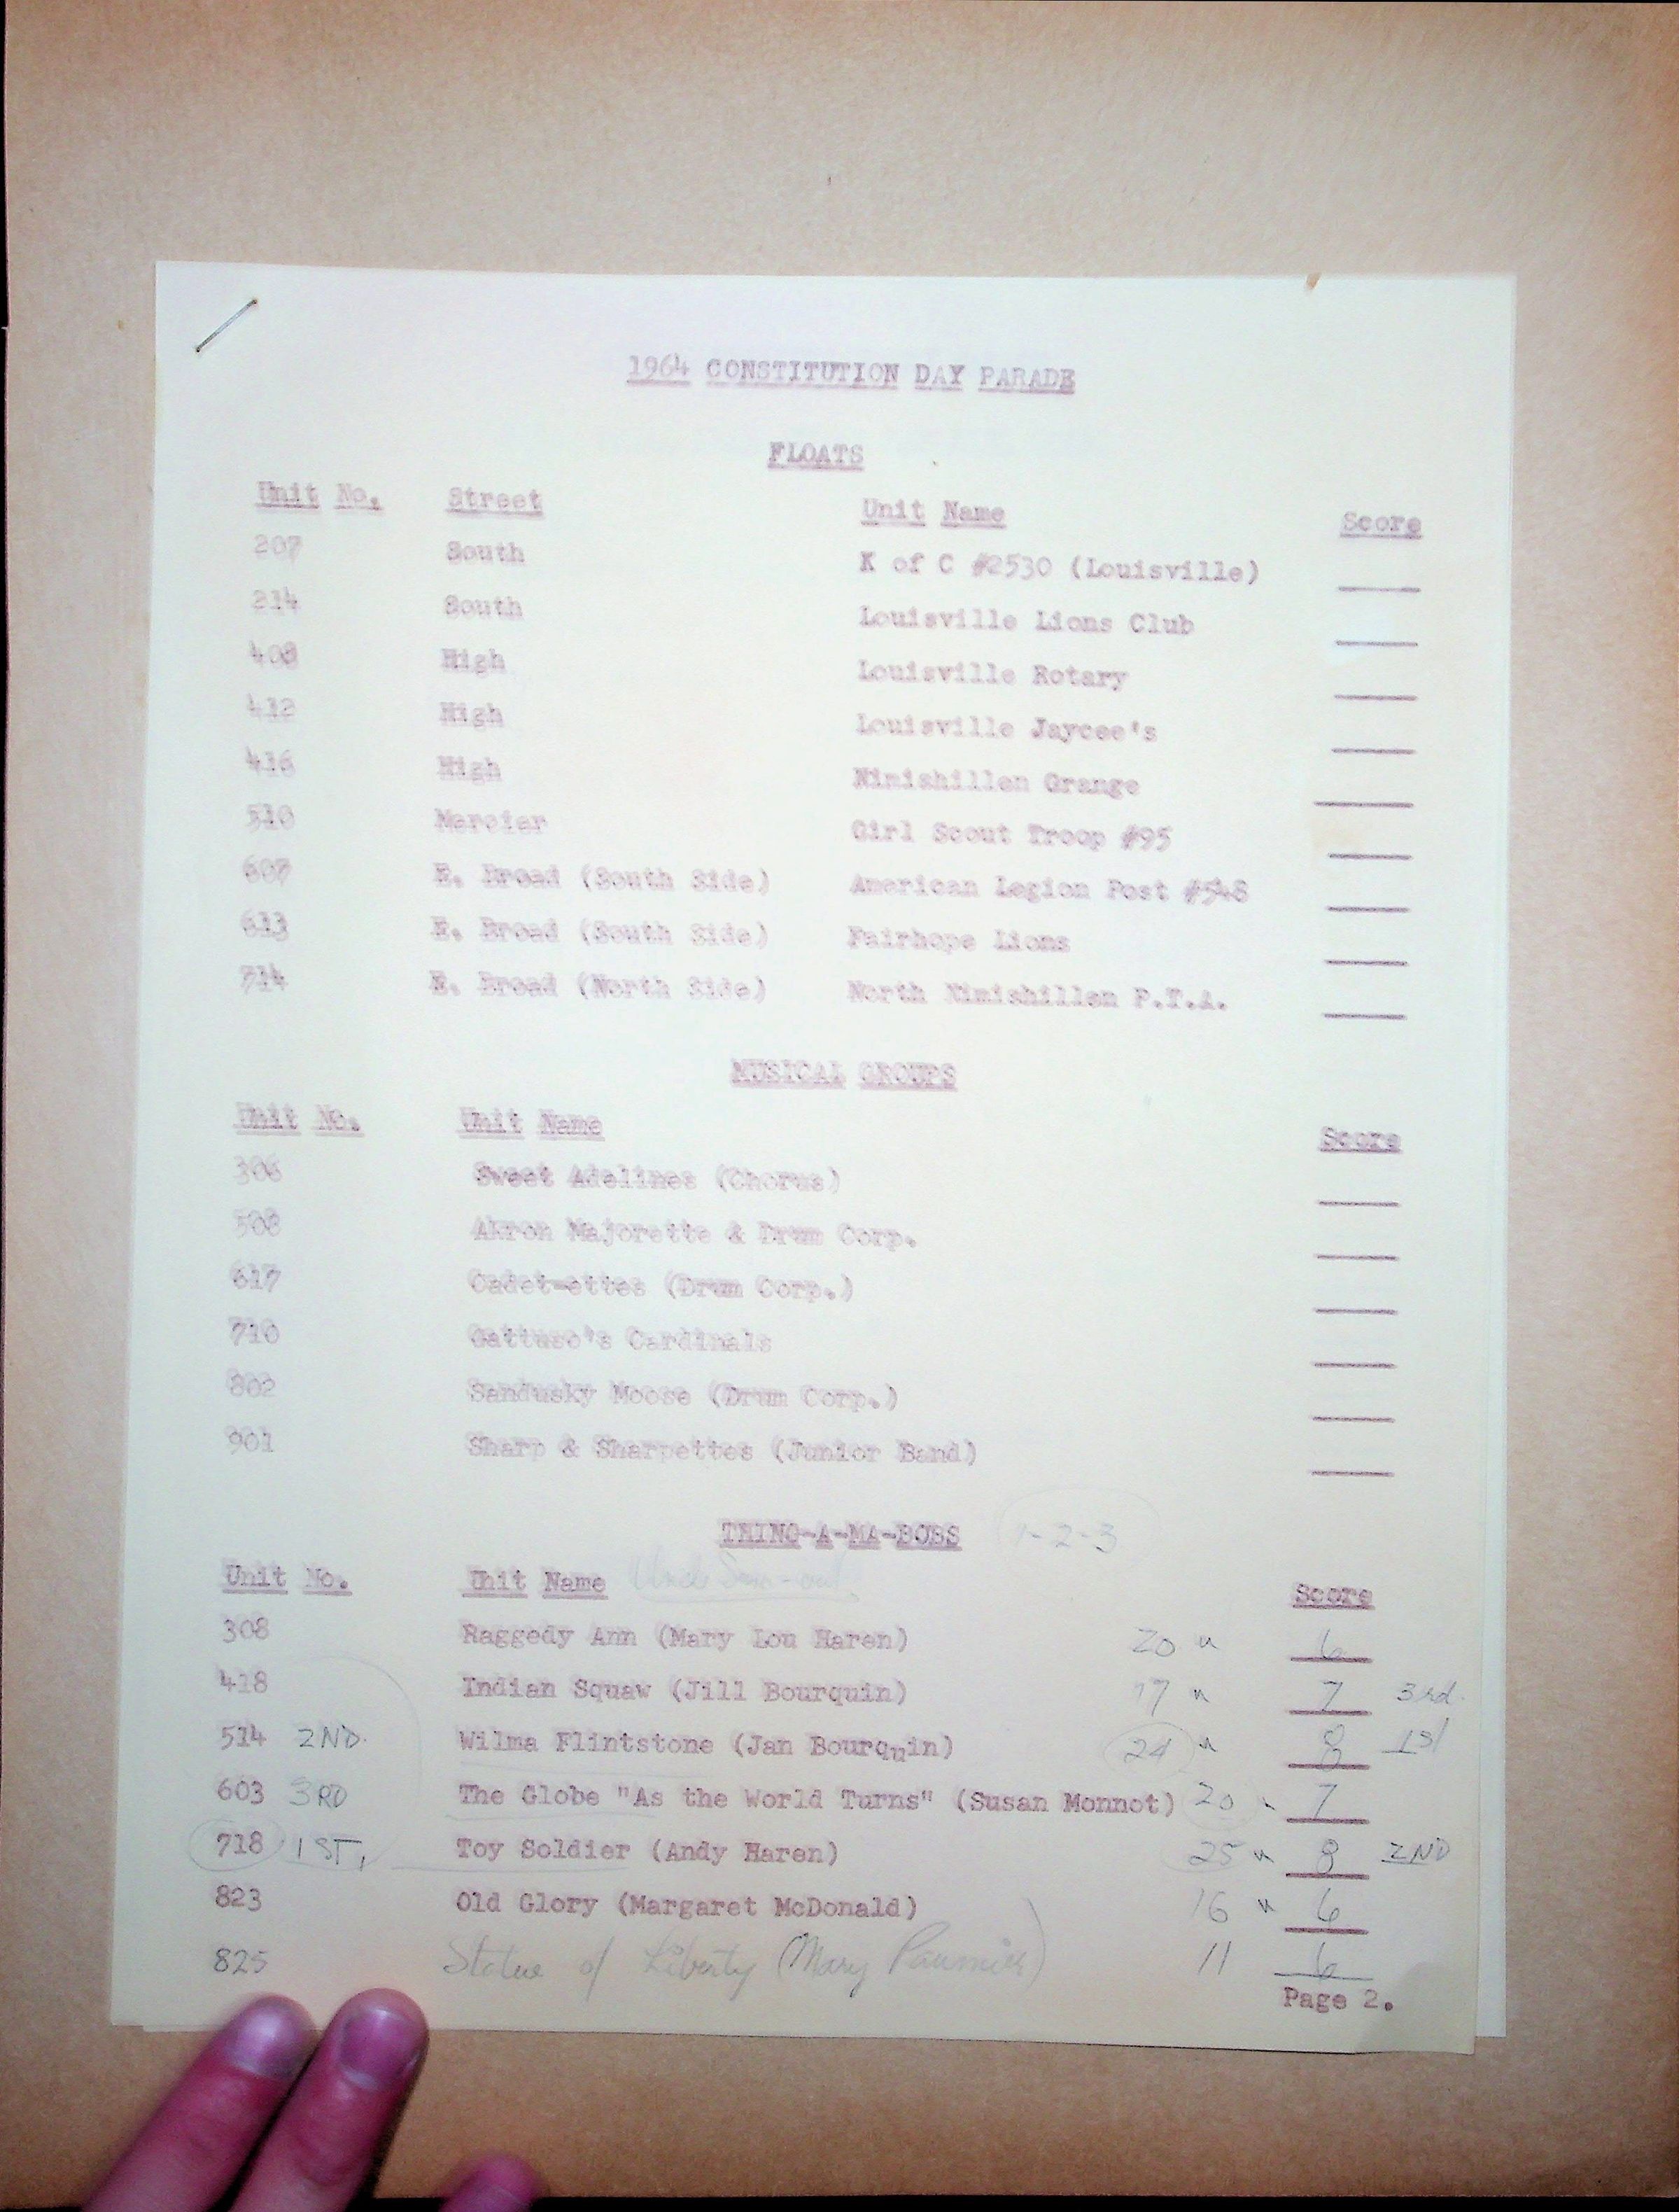 1964 CONSTITUTION DAY PARADE
FLOATS
Unit No. Street Unit Name Score
207 South K of C #2530 (Louisville)
214 South Louisville Lions Club
408 High Louisville Rotary
412 High Louisville Jaycee's
416 High Nimishillen Grange
510 Mercier Girl Scout Troop #95
607 E. Broad (South Side) American Legion Post #548
613 E. Broad (South Side) Fairhope Lions
714 E. Broad (North Side) North Nimishillen P.T.A.
MUSICAL GROUPS
Unit No. Unit Name Score
306 Sweet Adelines (Chorus)
508 Akron Majorette & Drum Corp.
617 Cadet-ettes (Drum Corp.)
710 Gatturo's Cardinals
802 Sandusky Moose (Drum Corp.)
901 Sharp & Sharpettes (Junior Band)
THING-A-MA-BOBS 1-2-3
Unit No. Unit Name Score
308 Raggedy Ann (Mary Lou Haren) 20 " 6
418 Indian Squaw (Jill Bourquin) 17 " 7 3rd.
514 2ND. Wilma Flintstone (Jan Bourquin) 24 " 8 1st
603 3RD The Globe "As the World Turns" (Susan Monnot) 20 " 7
718 1ST, Toy Soldier (Andy Haren) 25 " 8 2ND
823 Old Glory (Margaret McDonald) 16 " 6
825 Statue of Liberty (Mary Paumier) 11 6
Page 2.